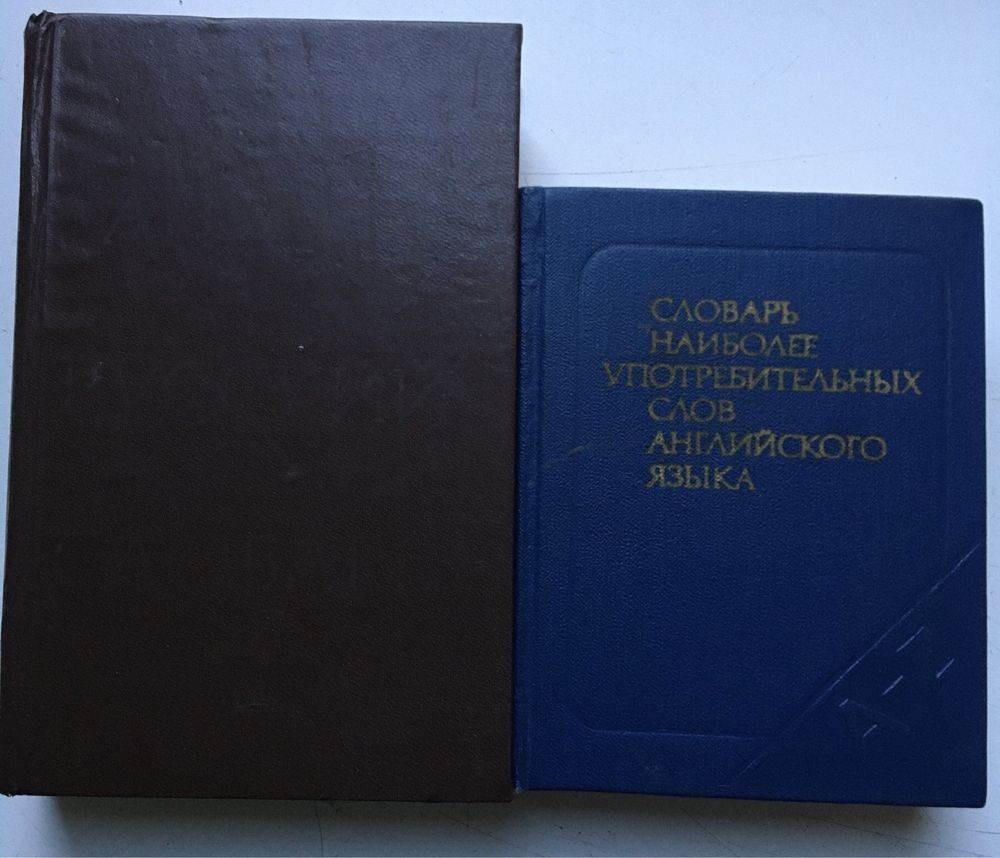 СЛОВАРЬ
НАИБОЛЕЕ
УПОТРЕБИТЕЛЬНЫХ
СЛОВ
АНГЛИЙСКОГО
ЯЗЫКА